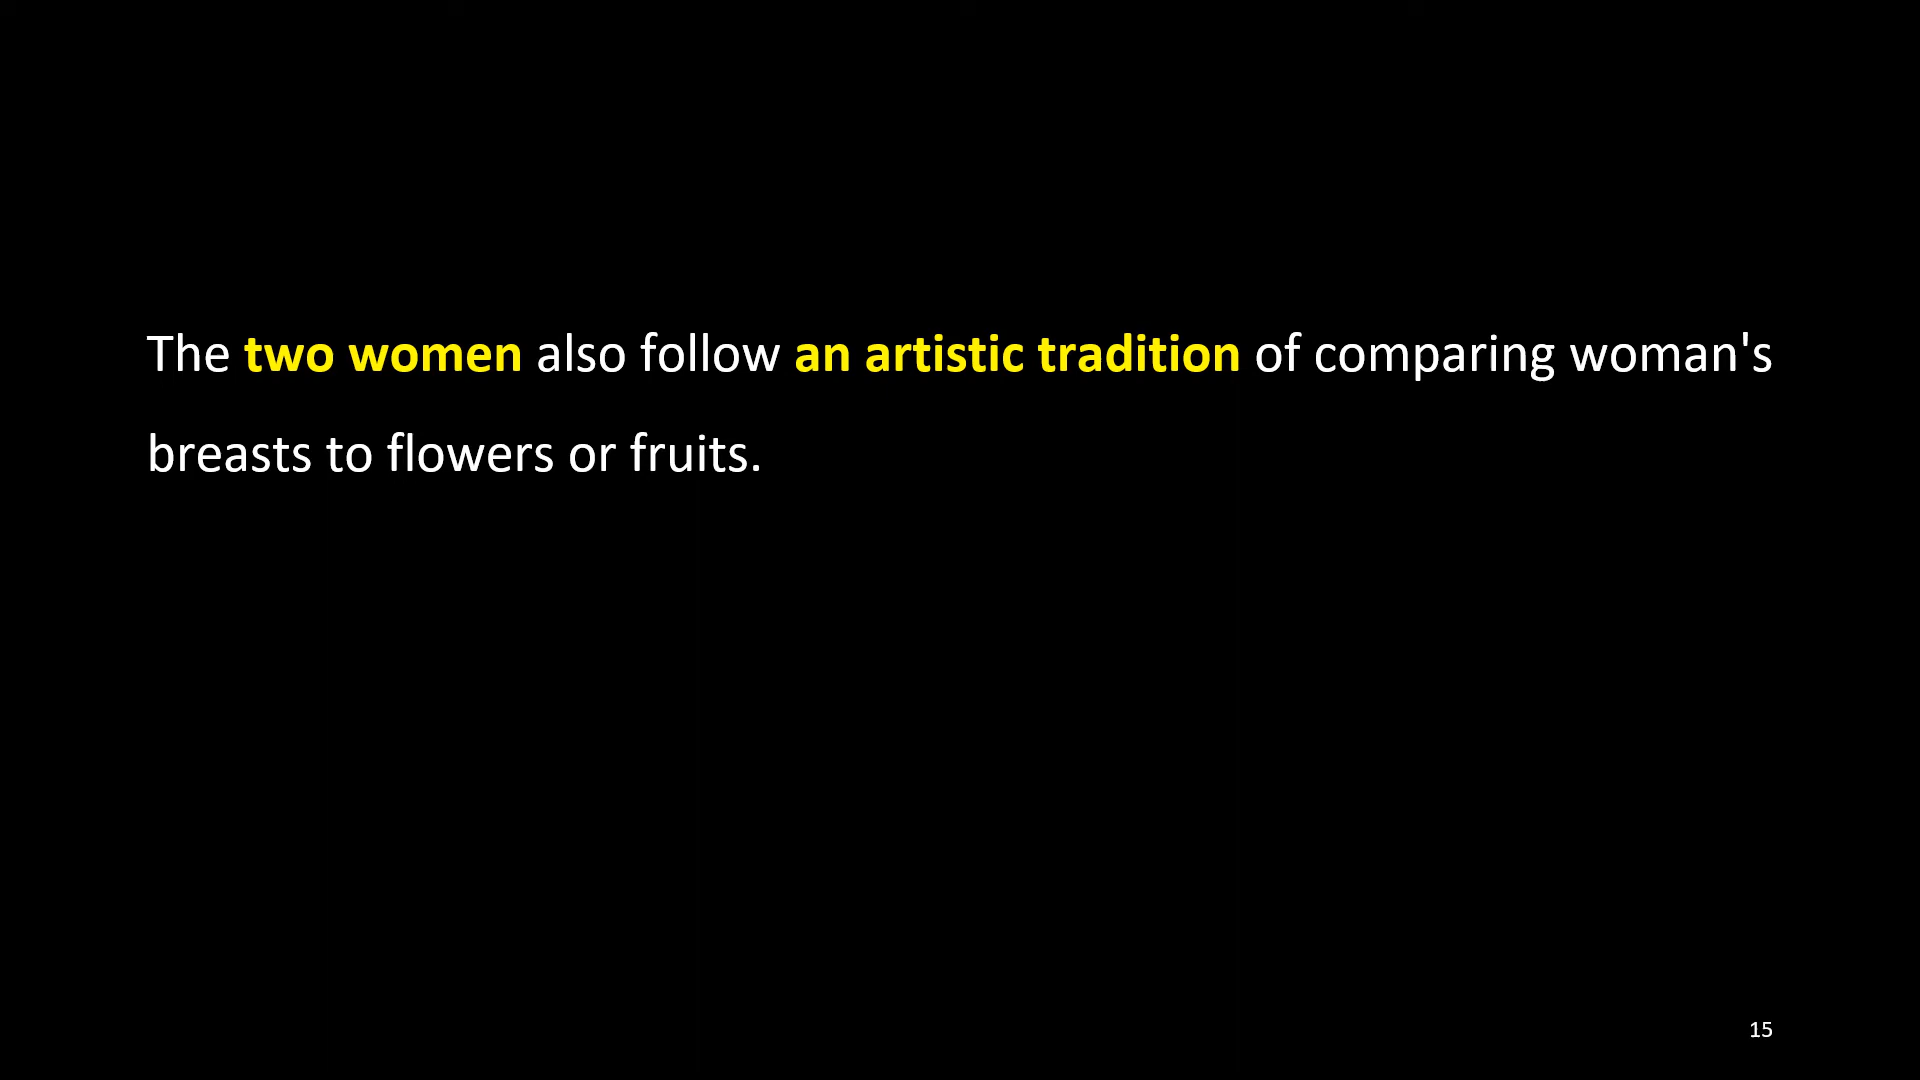 The two women also follow an artistic tradition of comparing woman's
breasts to flowers or fruits.
15